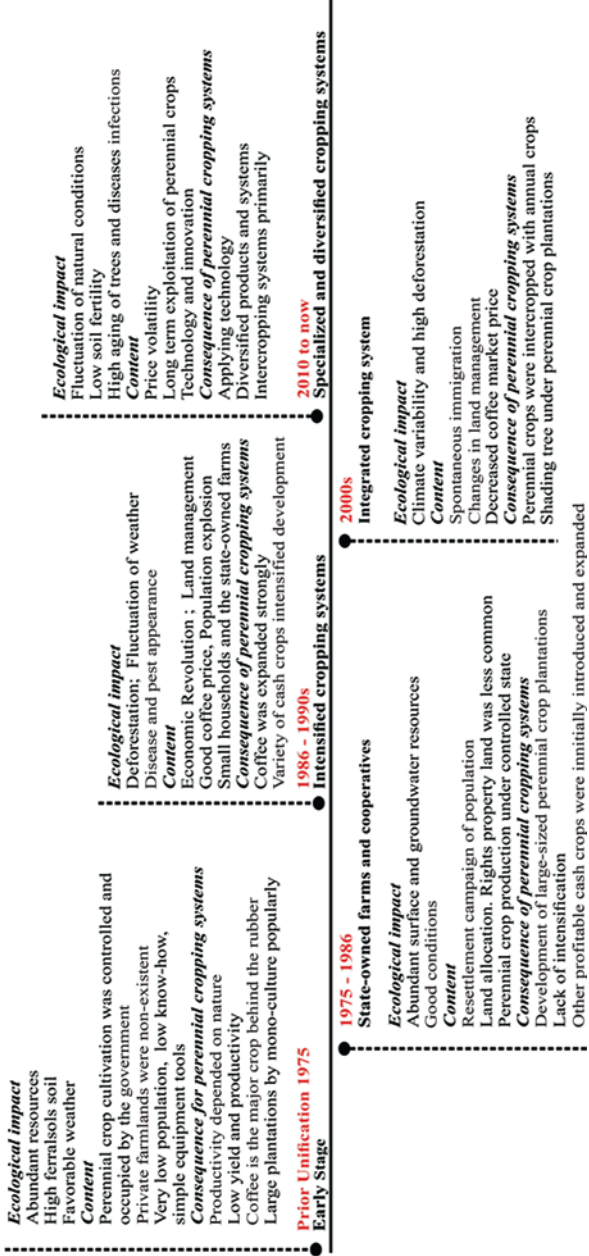 Ecological impact
Abundant resources
High ferralsols soil
Favorable weather
Content
Perennial crop cultivation was controlled and
occupied by the government
Private farmlands were non-existent
Very low population, low know-how,
simple equipment tools
Consequence for perennial cropping systems
Productivity depended on nature
Low yield and productivity
Coffee is the major crop behind the rubber
Large plantations by mono-culture popularly
Prior Unification 1975
Early Stage
1975 - 1986
State-owned farms and cooperatives
Ecological impact
Abundant surface and groundwater resources
Good conditions
Content
Resettlement campaign of population
Land allocation. Rights property land was less common
Perennial crop production under controlled state
Consequence of perennial cropping systems
Development of large-sized perennial crop plantations
Lack of intensification
Other profitable cash crops were innitially introduced and expanded
Ecological impact
Deforestation; Fluctuation of weather
Disease and pest appearance
Content
Economic Revolution ; Land management
Good coffee price, Population explosion
Small households and the state-owned farms
Consequence of perennial cropping systems
Coffee was expanded strongly
Variety of cash crops intensified development
1986 - 1990s
Intensified cropping systems
2000s
Integrated cropping system
Ecological impact
Climate variability and high deforestation
Content
Spontaneous immigration
Changes in land management
Decreased coffee market price
Consequence of perennial cropping systems
Perennial crops were intercropped with annual crops
Shading tree under perennial crop plantations
Ecological impact
Fluctuation of natural conditions
Low soil fertility
High aging of trees and diseases infections
Content
Price volatility
Long term exploitation of perennial crops
Technology and innovation
Consequence of perennial cropping systems
Applying technology
Diversified products and systems
Intercropping systems primarily
2010 to now
Specialized and diversified cropping systems